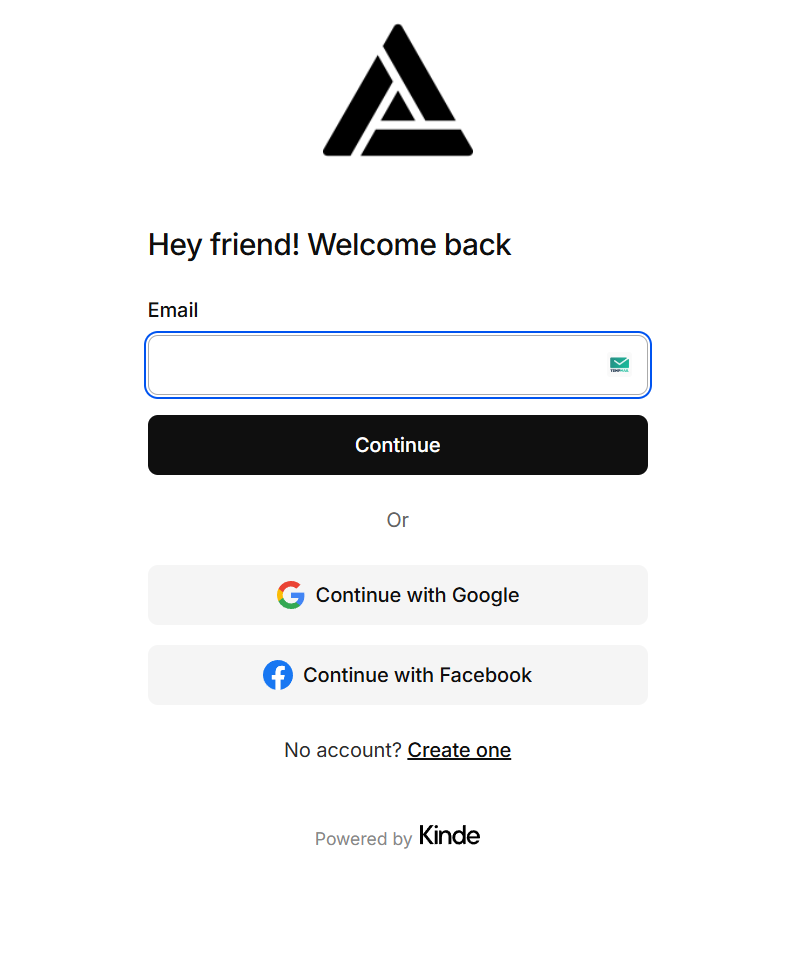 Hey friend! Welcome back
Email
Continue
Or
Continue with Google
Continue with Facebook
No account? Create one
Powered by Kinde